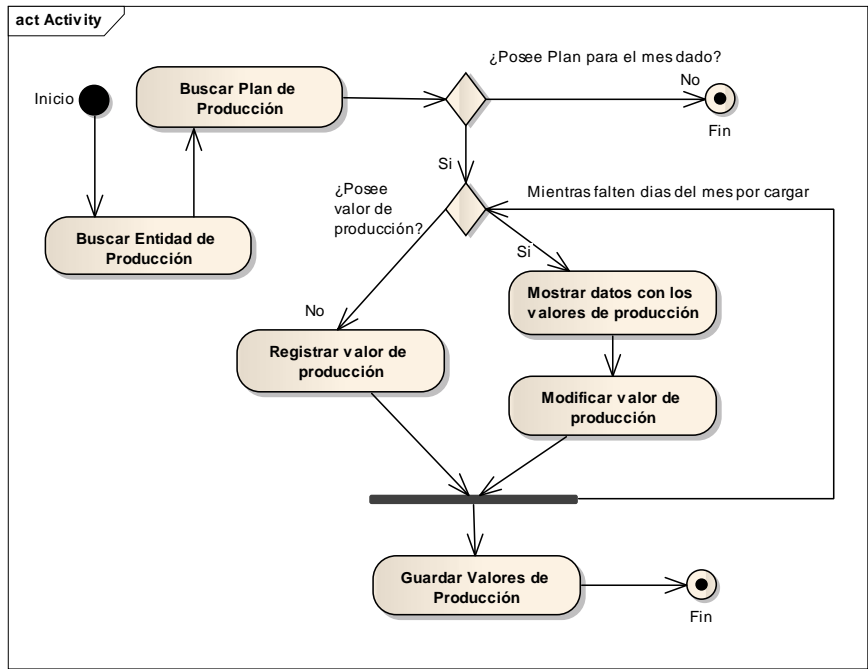 act Activity
¿Posee Plan para el mes dado?
Buscar Plan de
Producción
No
Inicio
Fin
Si
¿Posee
valor de
producción?
Mientras falten dias del mes por cargar
Buscar Entidad de
Producción
Si
Mostrar datos con los
valores de producción
No
Registrar valor de
producción
Modificar valor de
producción
Guardar Valores de
Producción
Fin